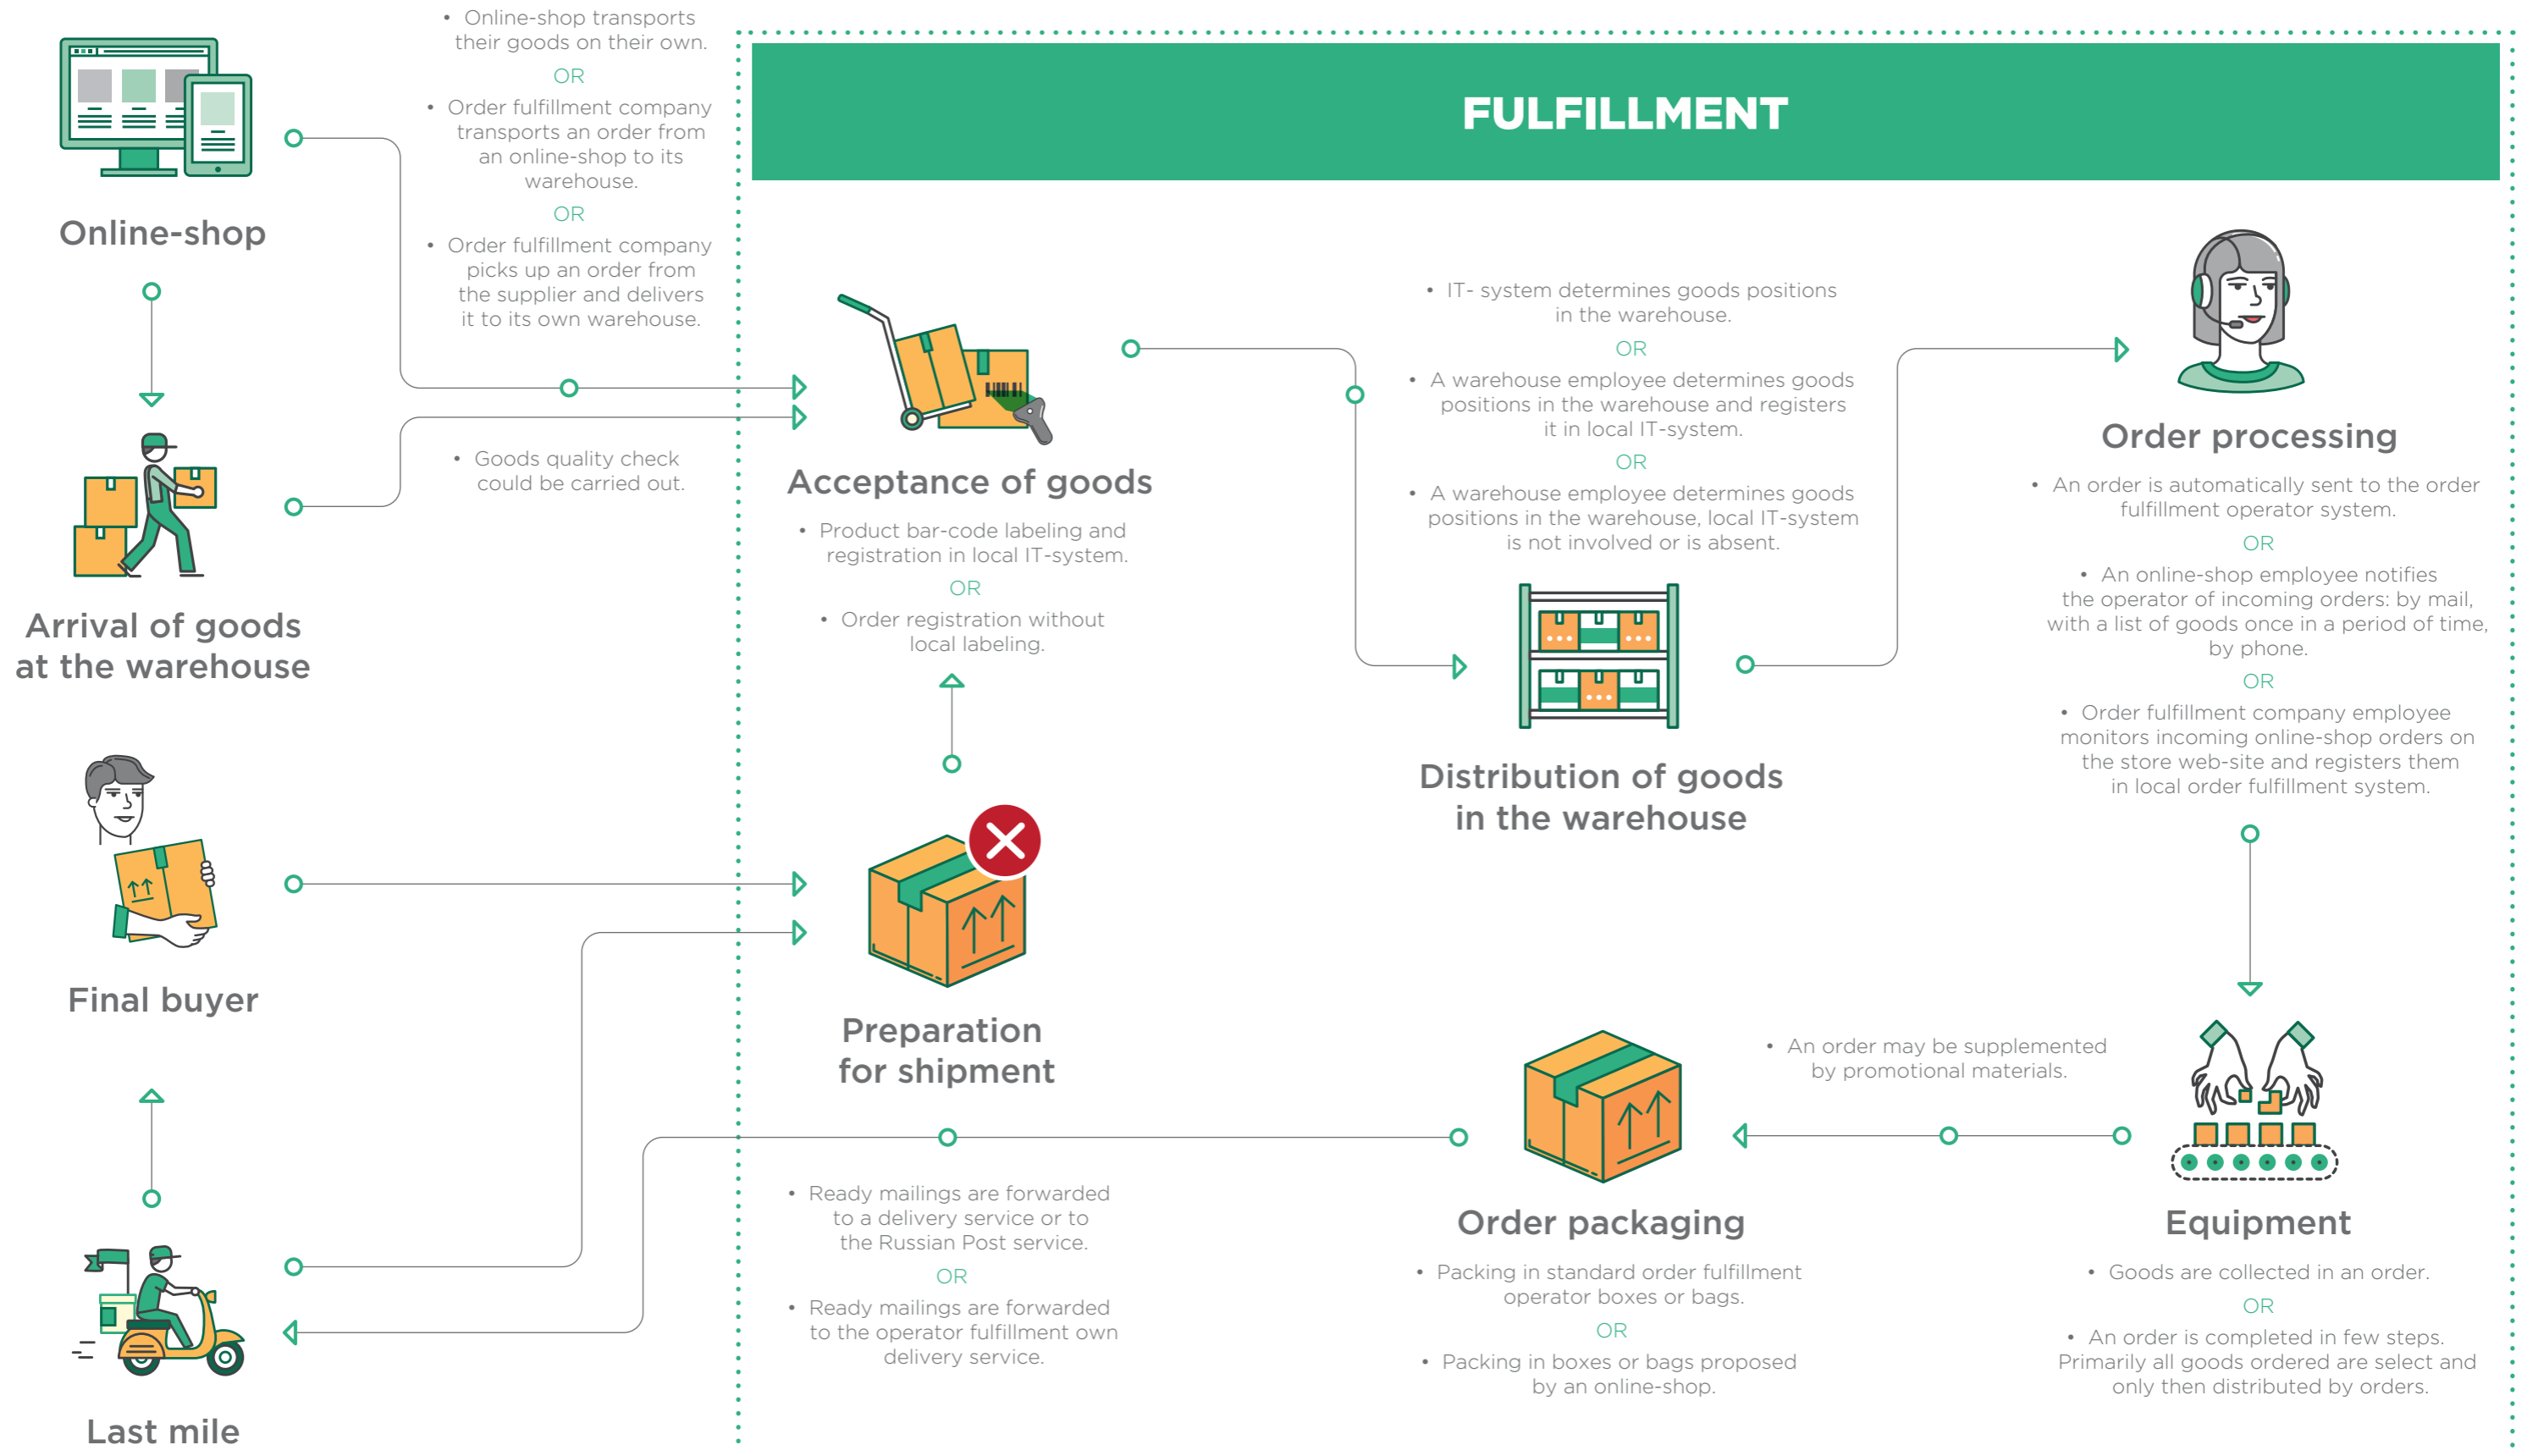 • Online-shop transports
their goods on their own.
OR
• Order fulfillment company
transports an order from
an online-shop to its
warehouse.
OR
• Order fulfillment company
picks up an order from
the supplier and delivers
it to its own warehouse.
FULFILLMENT
Online-shop
• Goods quality check
could be carried out.
Arrival of goods
at the warehouse
Acceptance of goods
• Product bar-code labeling and
registration in local IT-system.
OR
• Order registration without
local labeling.
• IT- system determines goods positions
in the warehouse.
OR
• A warehouse employee determines goods
positions in the warehouse and registers
it in local IT-system.
OR
• A warehouse employee determines goods
positions in the warehouse, local IT-system
is not involved or is absent.
Distribution of goods
in the warehouse
Order processing
• An order is automatically sent to the order
fulfillment operator system.
OR
• An online-shop employee notifies
the operator of incoming orders: by mail,
with a list of goods once in a period of time,
by phone.
OR
• Order fulfillment company employee
monitors incoming online-shop orders on
the store web-site and registers them
in local order fulfillment system.
Final buyer
Preparation
for shipment
• An order may be supplemented
by promotional materials.
• Ready mailings are forwarded
to a delivery service or to
the Russian Post service.
OR
• Ready mailings are forwarded
to the operator fulfillment own
delivery service.
Order packaging
• Packing in standard order fulfillment
operator boxes or bags.
OR
• Packing in boxes or bags proposed
by an online-shop.
Equipment
• Goods are collected in an order.
OR
• An order is completed in few steps.
Primarily all goods ordered are select and
only then distributed by orders.
Last mile